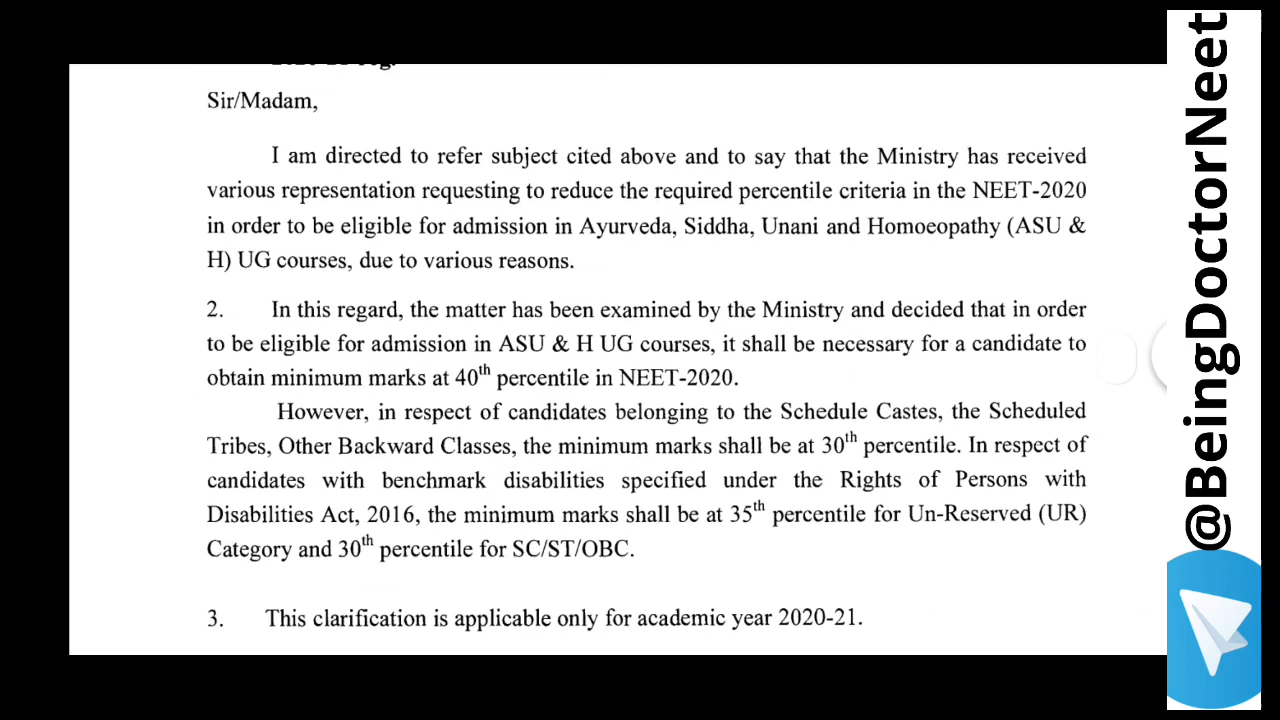 Sir/Madam,
I am directed to refer subject cited above and to say that the Ministry has received
various representation requesting to reduce the required percentile criteria in the NEET-2020
in order to be eligible for admission in Ayurveda, Siddha, Unani and Homoeopathy (ASU &
H) UG courses, due to various reasons.
2. In this regard, the matter has been examined by the Ministry and decided that in order
to be eligible for admission in ASU & H UG courses, it shall be necessary for a candidate to
obtain minimum marks at 40th percentile in NEET-2020.
However, in respect of candidates belonging to the Schedule Castes, the Scheduled
Tribes, Other Backward Classes, the minimum marks shall be at 30th percentile. In respect of
candidates with benchmark disabilities specified under the Rights of Persons with
Disabilities Act, 2016, the minimum marks shall be at 35th percentile for Un-Reserved (UR)
Category and 30th percentile for SC/ST/OBC.
3. This clarification is applicable only for academic year 2020-21.
@BeingDoctorNeet